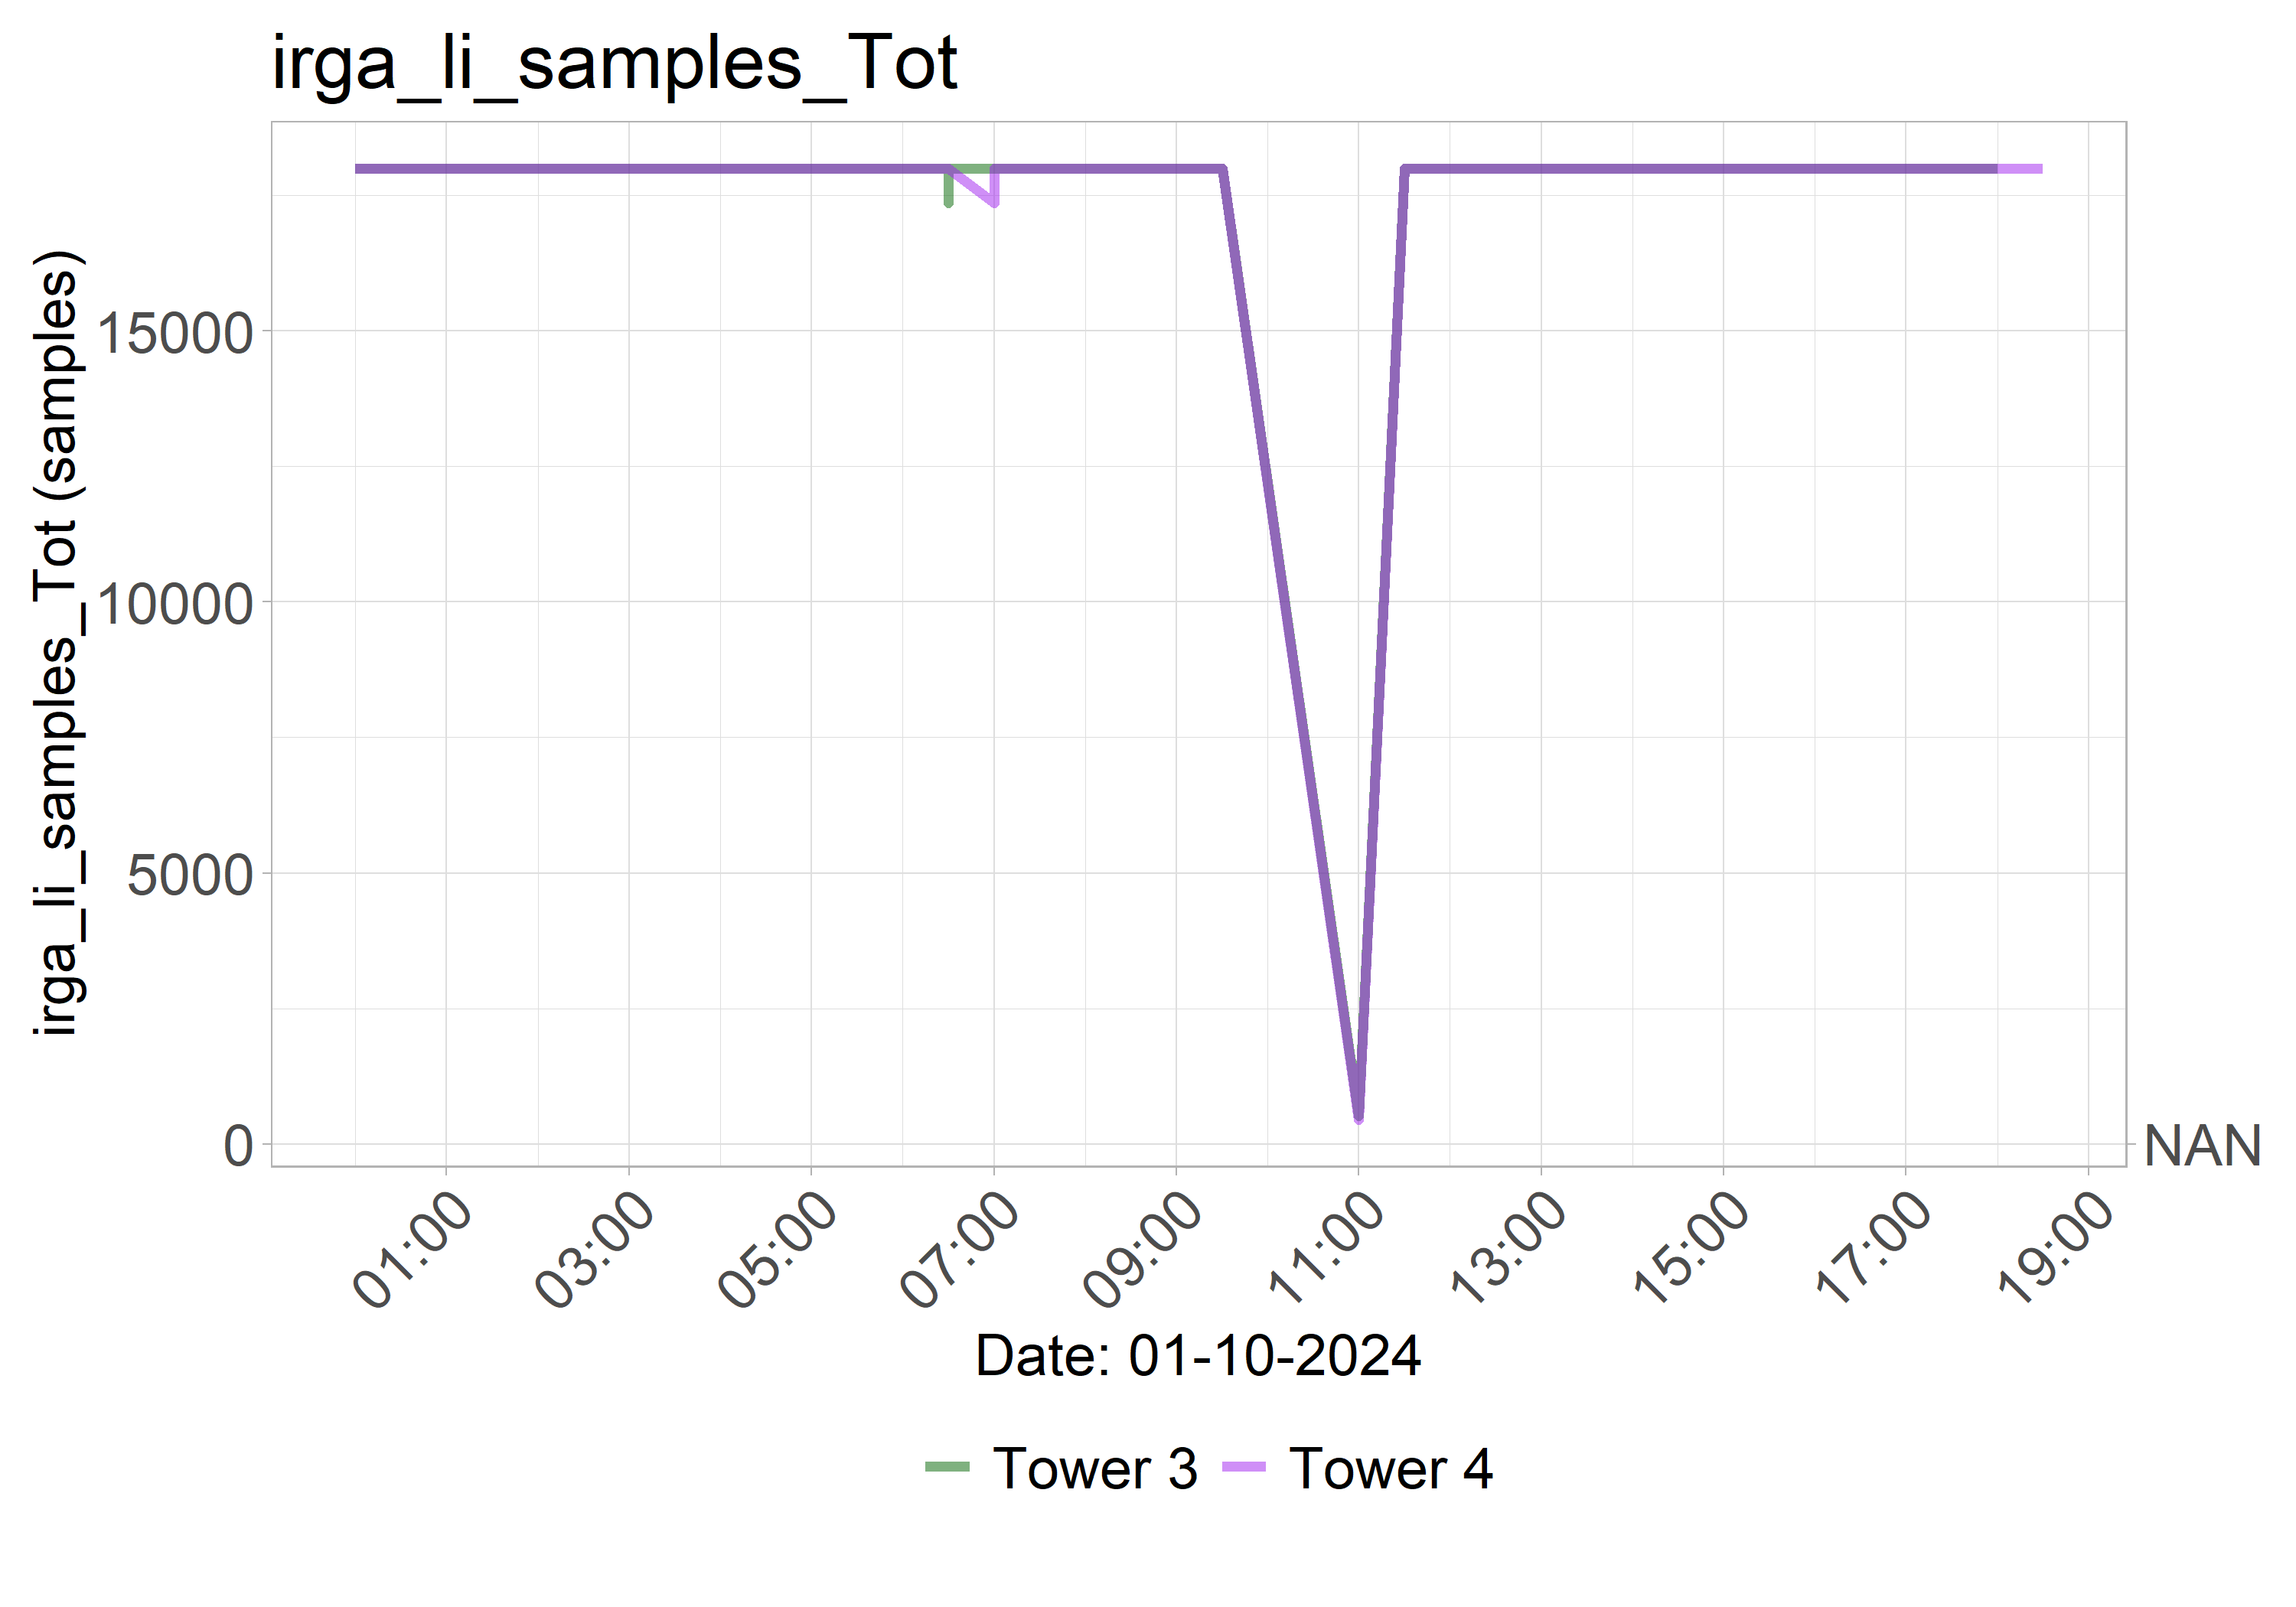 irga_li_samples_Tot
irga_li_samples_Tot (samples)
15000
10000
5000
0
NAN
01:00
03:00
05:00
07:00
09:00
11:00
13:00
15:00
17:00
19:00
Date: 01-10-2024
Tower 3
Tower 4